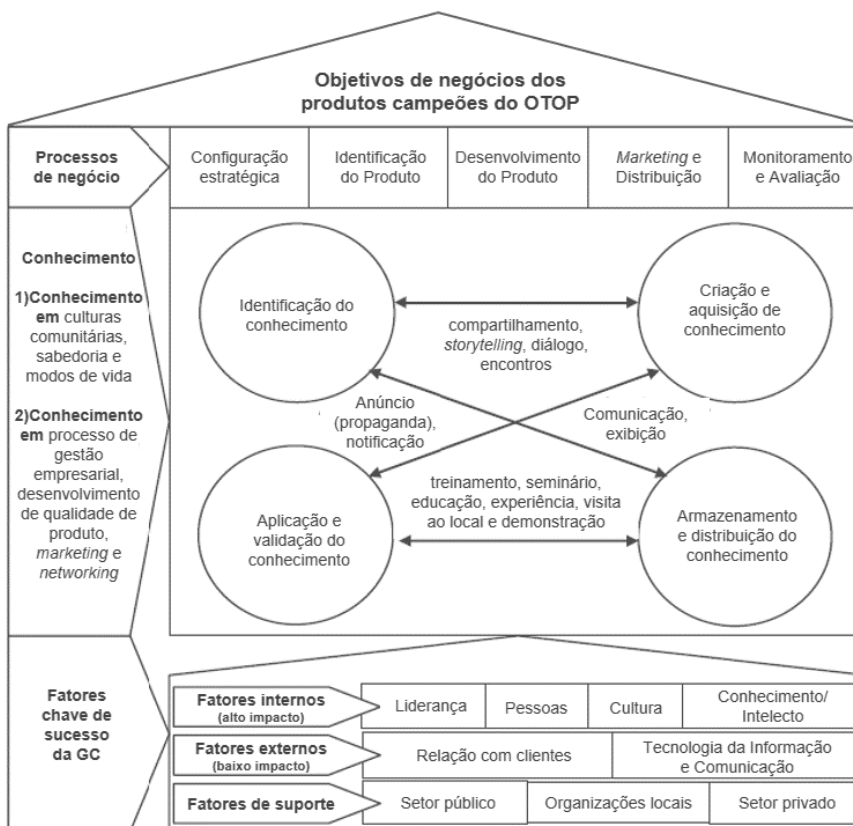 Objetivos de negócios dos
produtos campeões do OTOP
Processos
de negócio
Configuração
estratégica
Identificação
do Produto
Desenvolvimento
do Produto
Marketing e
Distribuição
Monitoramento
e Avaliação
Conhecimento
1)Conhecimento
em culturas
comunitárias,
sabedoria e
modos de vida
2)Conhecimento
em processo de
gestão
empresarial,
desenvolvimento
de qualidade de
produto,
marketing e
networking
Identificação do
conhecimento
compartilhamento,
storytelling, diálogo,
encontros
Criação e
aquisição de
conhecimento
Anúncio
(propaganda),
notificação
Comunicação,
exibição
Aplicação e
validação do
conhecimento
treinamento, seminário,
educação, experiência, visita
ao local e demonstração
Armazenamento
e distribuição do
conhecimento
Fatores
chave de
sucesso
da GC
Fatores internos
(alto impacto)
Liderança
Pessoas
Cultura
Conhecimento/
Intelecto
Fatores externos
(baixo impacto)
Relação com clientes
Tecnologia da Informação
e Comunicação
Fatores de suporte
Setor público
Organizações locais
Setor privado